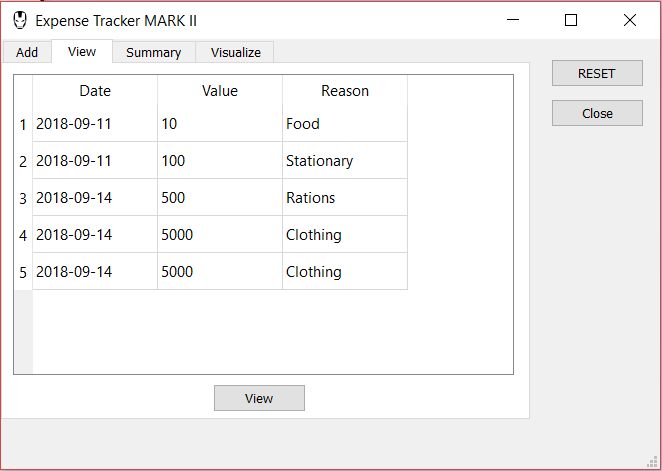 Expense Tracker MARK II
Add View Summary Visualize
RESET
Close
Date Value Reason
1 2018-09-11 10 Food
2 2018-09-11 100 Stationary
3 2018-09-14 500 Rations
4 2018-09-14 5000 Clothing
5 2018-09-14 5000 Clothing
View